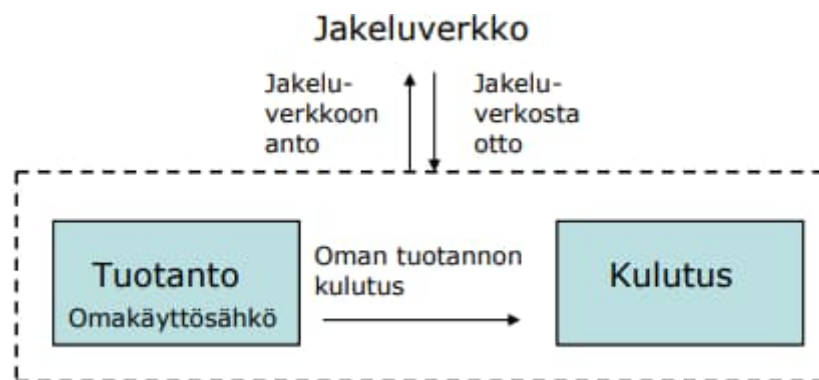 Jakeluverkko
Jakelu-
verkkoon
anto
Jakelu-
verkosta
otto
Tuotanto
Omakäyttösähkö
Oman tuotannon
kulutus
Kulutus